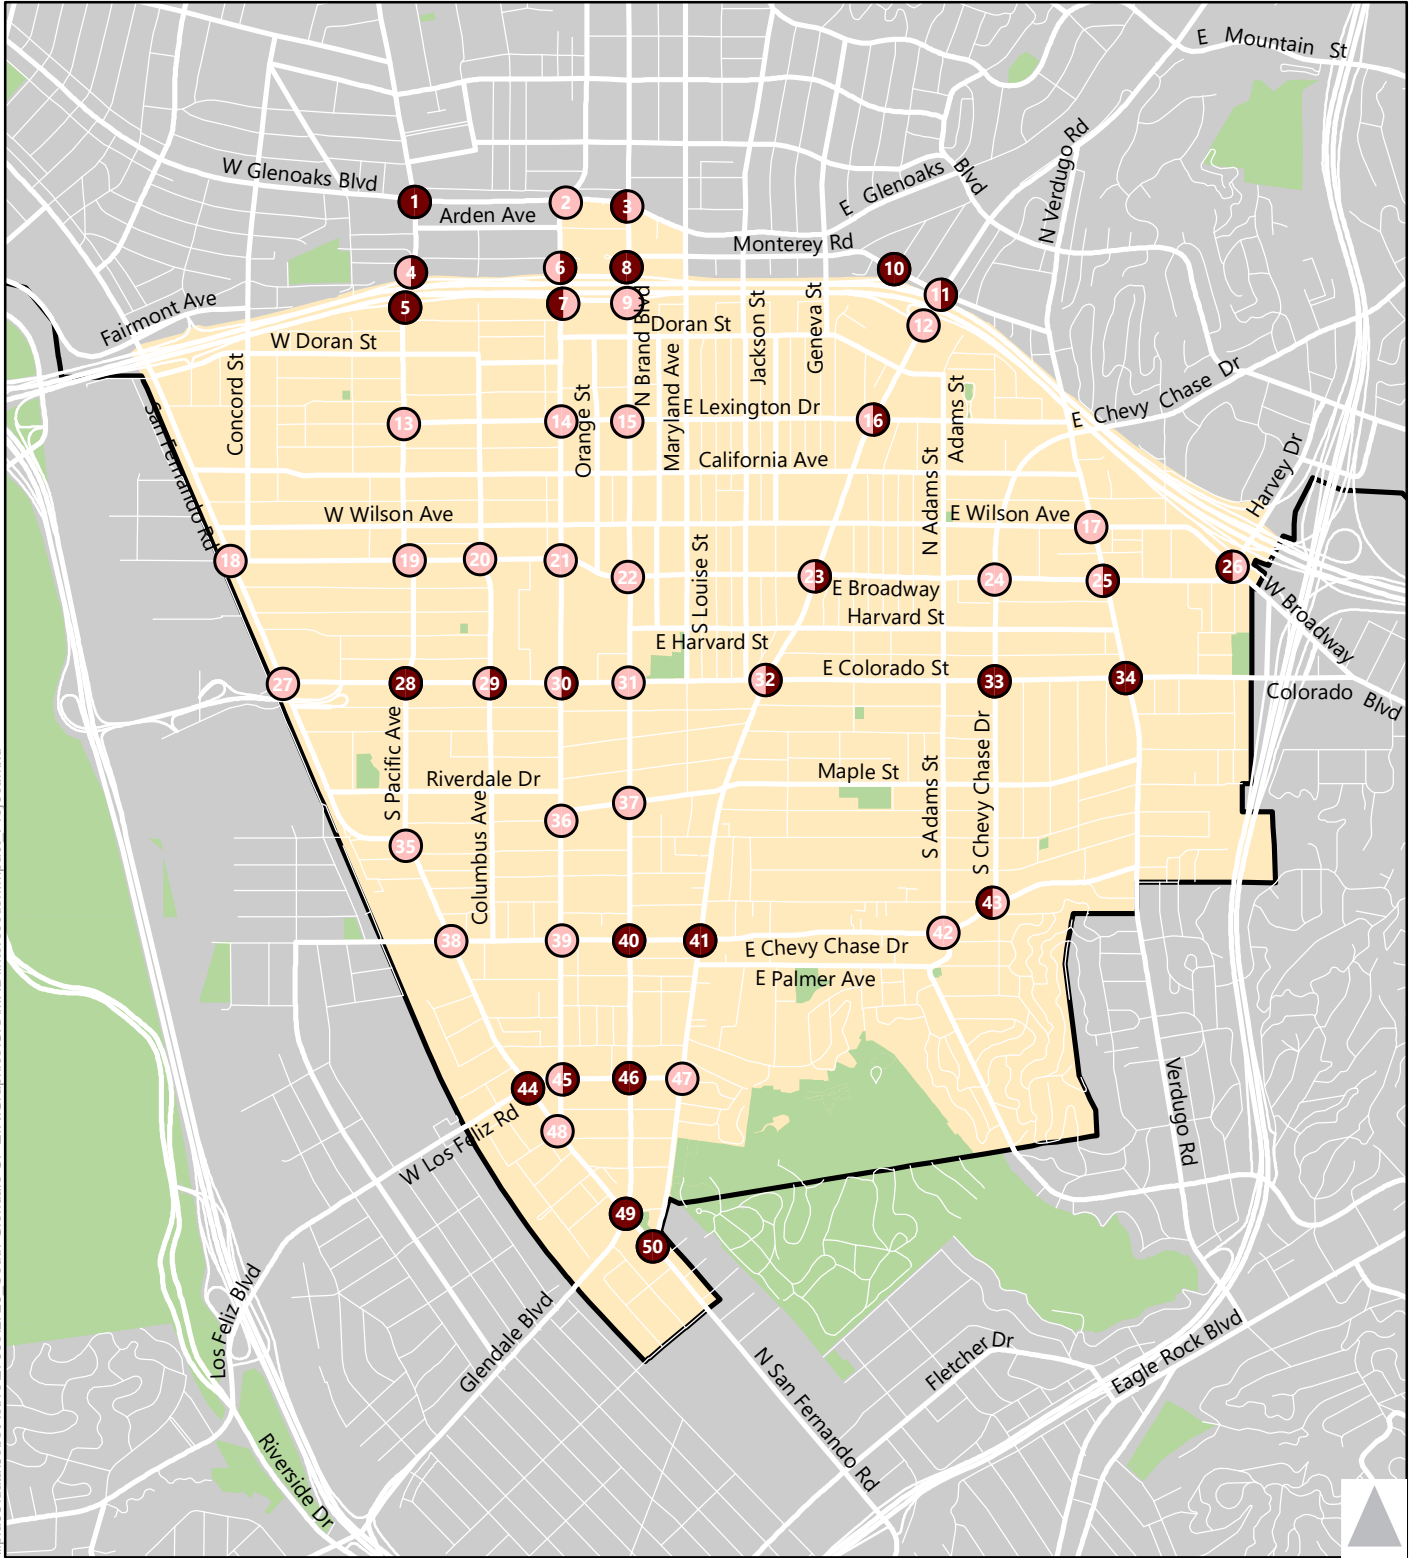 E Mountain St
N Verdugo Rd
W Glenoaks Blvd
E Glenoaks Blvd
1
2
3
Arden Ave
Monterey Rd
4
6
8
10
5
7
9
11
12
Fairmont Ave
W Doran St
Doran St
Concord St
San Fernando Rd
Orange St
N Brand Blvd
Maryland Ave
Jackson St
Geneva St
Adams St
E Chevy Chase Dr
Harvey Dr
13
14
15
E Lexington Dr
16
California Ave
N Adams St
W Wilson Ave
E Wilson Ave
17
18
19
20
21
22
S Louise St
23
E Broadway
24
25
26
W Broadway
Harvard St
E Harvard St
E Colorado St
27
28
29
30
31
32
33
34
Colorado Blvd
S Pacific Ave
Riverdale Dr
Columbus Ave
Maple St
S Adams St
S Chevy Chase Dr
35
36
37
38
39
40
41
42
43
E Chevy Chase Dr
E Palmer Ave
44
45
46
47
48
W Los Feliz Rd
Verdugo Rd
49
50
Los Feliz Blvd
Glendale Blvd
N San Fernando Rd
Fletcher Dr
Eagle Rock Blvd
Riverside Dr